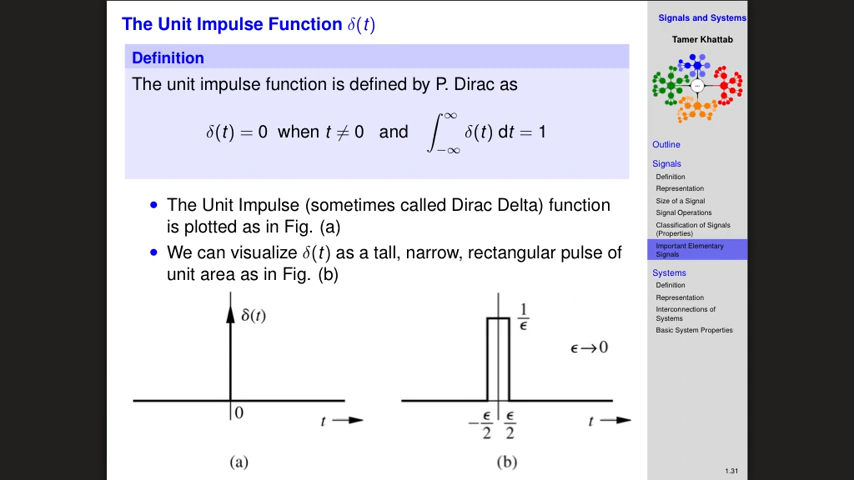 The Unit Impulse Function δ(t)
Definition
The unit impulse function is defined by P. Dirac as
δ(t) = 0 when t ≠ 0 and ∫_{-∞}^{∞} δ(t) dt = 1
• The Unit Impulse (sometimes called Dirac Delta) function
is plotted as in Fig. (a)
• We can visualize δ(t) as a tall, narrow, rectangular pulse of
unit area as in Fig. (b)
δ(t)
0
t
(a)
1/ϵ
ϵ→0
-ϵ/2 ϵ/2
t
(b)
Signals and Systems
Tamer Khattab
Outline
Signals
Definition
Representation
Size of a Signal
Signal Operations
Classification of Signals
(Properties)
Important Elementary
Signals
Systems
Definition
Representation
Interconnections of
Systems
Basic System Properties
1.31